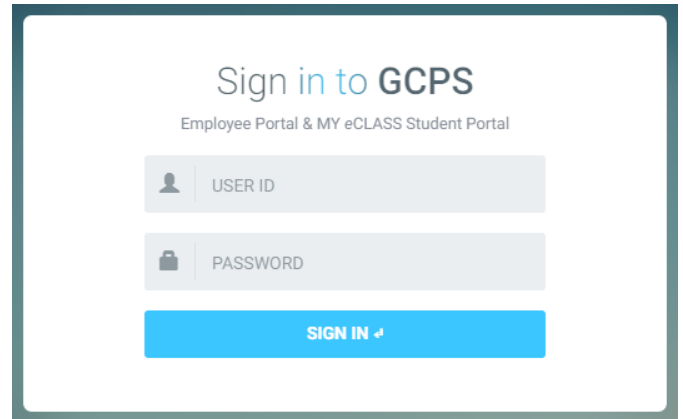 Sign in to GCPS
Employee Portal & MY eCLASS Student Portal
USER ID
PASSWORD
SIGN IN ↲